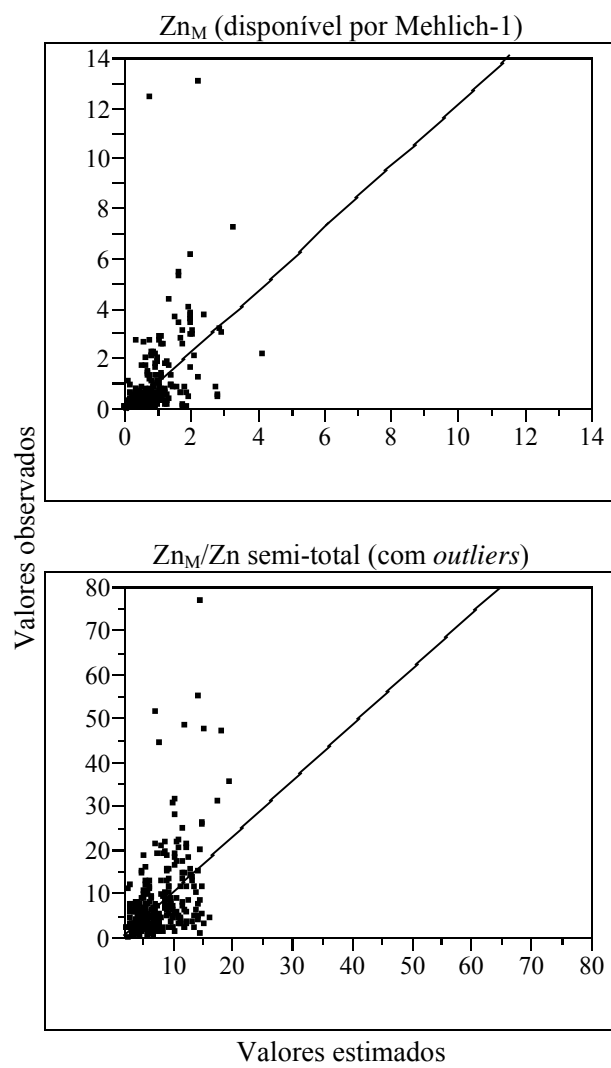 Zn_M (disponível por Mehlich-1)
14
12
10
8
6
4
2
0
0 2 4 6 8 10 12 14
Valores observados
Zn_M/Zn semi-total (com outliers)
80
70
60
50
40
30
20
10
0
10 20 30 40 50 60 70 80
Valores estimados